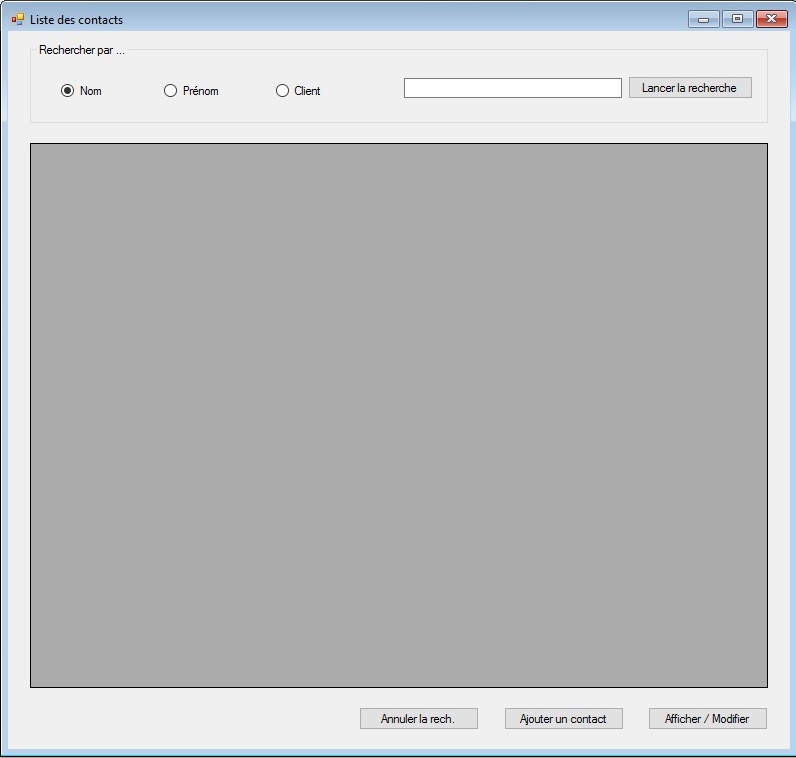 Liste des contacts
Rechercher par ...
Nom Prénom Client Lancer la recherche
Annuler la rech. Ajouter un contact Afficher / Modifier